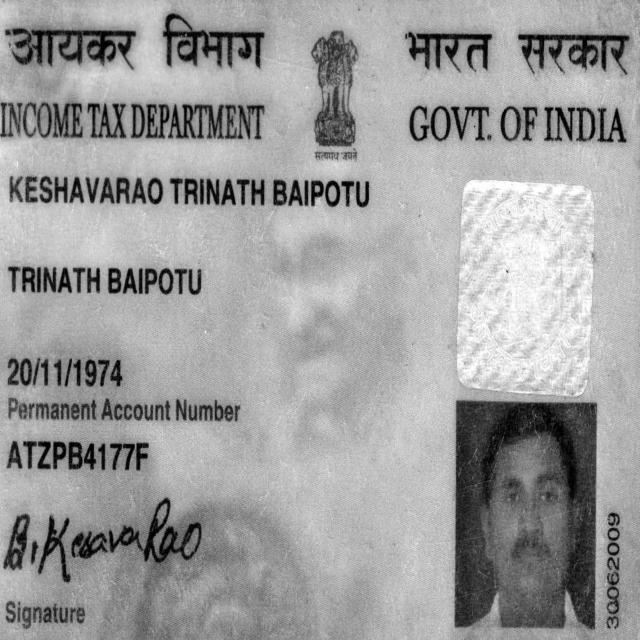 आयकर विभाग
भारत सरकार
INCOME TAX DEPARTMENT
GOVT. OF INDIA
सत्यमेव जयते
KESHAVARAO TRINATH BAIPOTU
TRINATH BAIPOTU
20/11/1974
Permanent Account Number
ATZPB4177F
B. Kesava Rao
Signature
30062009